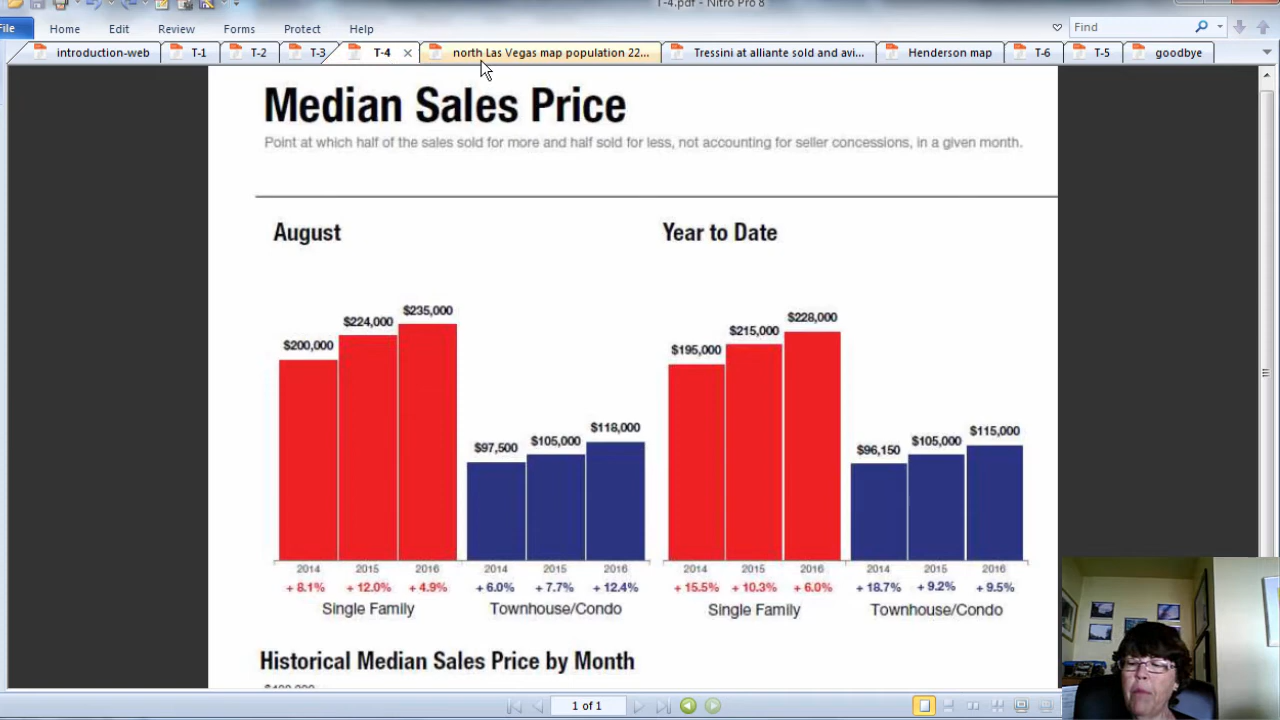 T-4.pdf - Nitro Pro 8
File Home Edit Review Forms Protect Help Find
introduction-web T-1 T-2 T-3 T-4 north Las Vegas map population 22... Tressini at alliante sold and avi... Henderson map T-6 T-5 goodbye
Median Sales Price
Point at which half of the sales sold for more and half sold for less, not accounting for seller concessions, in a given month.
August
$200,000 $224,000 $235,000 $97,500 $105,000 $118,000
2014 2015 2016 2014 2015 2016
+ 8.1% + 12.0% + 4.9% + 6.0% + 7.7% + 12.4%
Single Family Townhouse/Condo
Year to Date
$195,000 $215,000 $228,000 $96,150 $105,000 $115,000
2014 2015 2016 2014 2015 2016
+ 15.5% + 10.3% + 6.0% + 18.7% + 9.2% + 9.5%
Single Family Townhouse/Condo
Historical Median Sales Price by Month
1 of 1